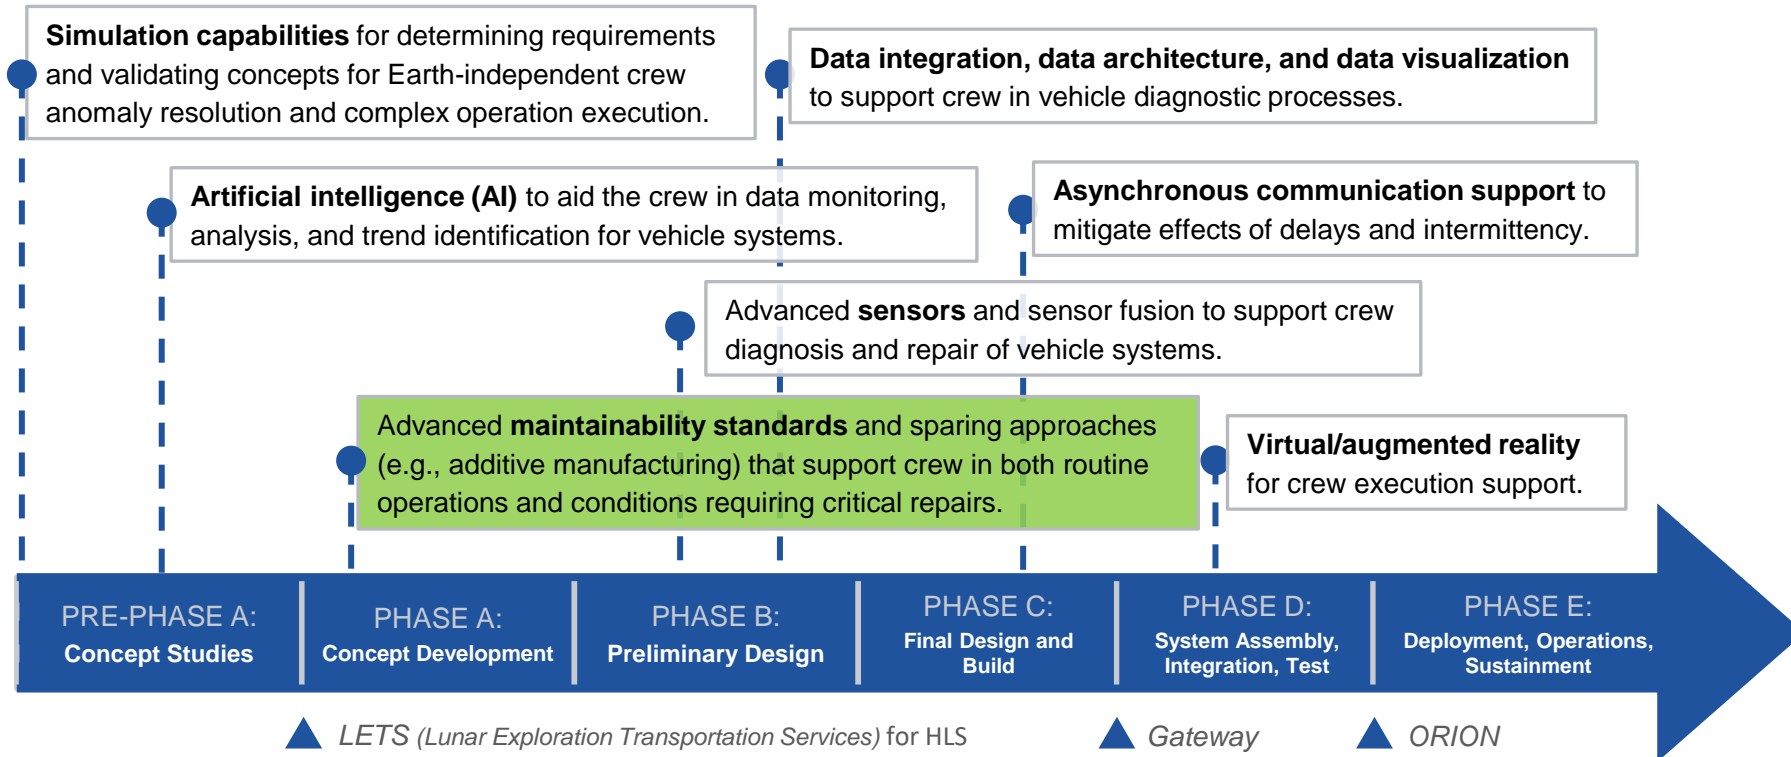 Simulation capabilities for determining requirements
and validating concepts for Earth-independent crew
anomaly resolution and complex operation execution.
Data integration, data architecture, and data visualization
to support crew in vehicle diagnostic processes.
Artificial intelligence (AI) to aid the crew in data monitoring,
analysis, and trend identification for vehicle systems.
Asynchronous communication support to
mitigate effects of delays and intermittency.
Advanced sensors and sensor fusion to support crew
diagnosis and repair of vehicle systems.
Advanced maintainability standards and sparing approaches
(e.g., additive manufacturing) that support crew in both routine
operations and conditions requiring critical repairs.
Virtual/augmented reality
for crew execution support.
PRE-PHASE A:
Concept Studies
PHASE A:
Concept Development
PHASE B:
Preliminary Design
PHASE C:
Final Design and
Build
PHASE D:
System Assembly,
Integration, Test
PHASE E:
Deployment, Operations,
Sustainment
LETS (Lunar Exploration Transportation Services) for HLS
Gateway
ORION